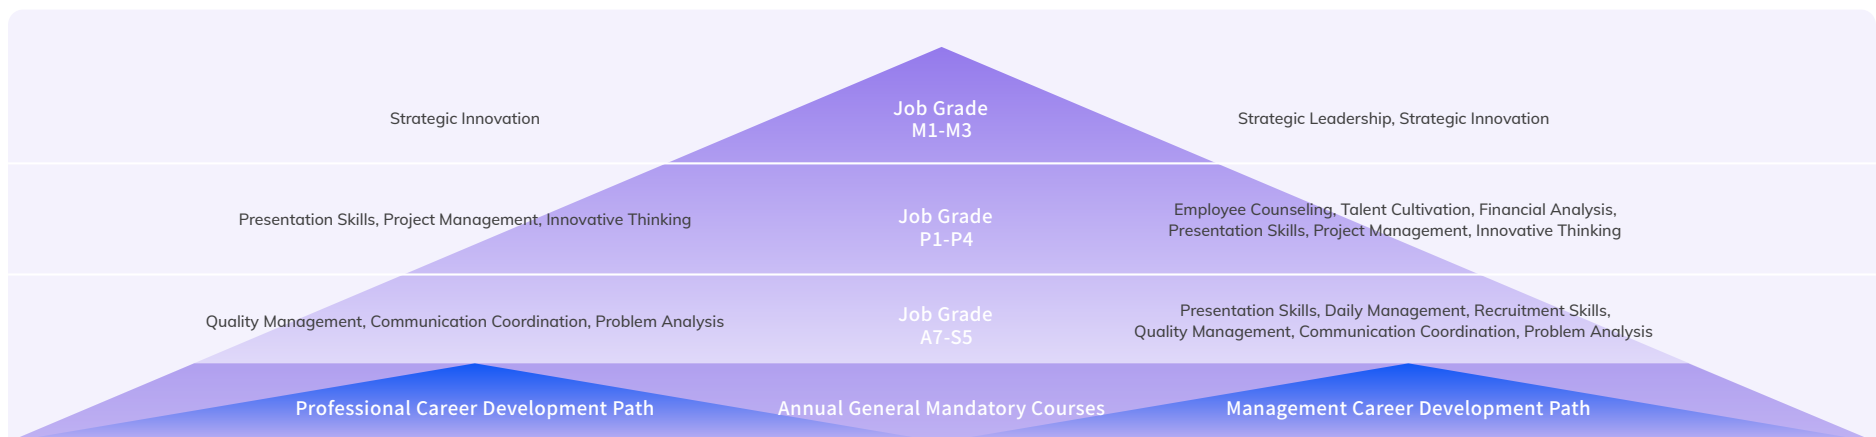 Strategic Innovation
Job Grade
M1-M3
Strategic Leadership, Strategic Innovation
Presentation Skills, Project Management, Innovative Thinking
Job Grade
P1-P4
Employee Counseling, Talent Cultivation, Financial Analysis,
Presentation Skills, Project Management, Innovative Thinking
Quality Management, Communication Coordination, Problem Analysis
Job Grade
A7-S5
Presentation Skills, Daily Management, Recruitment Skills,
Quality Management, Communication Coordination, Problem Analysis
Professional Career Development Path
Annual General Mandatory Courses
Management Career Development Path